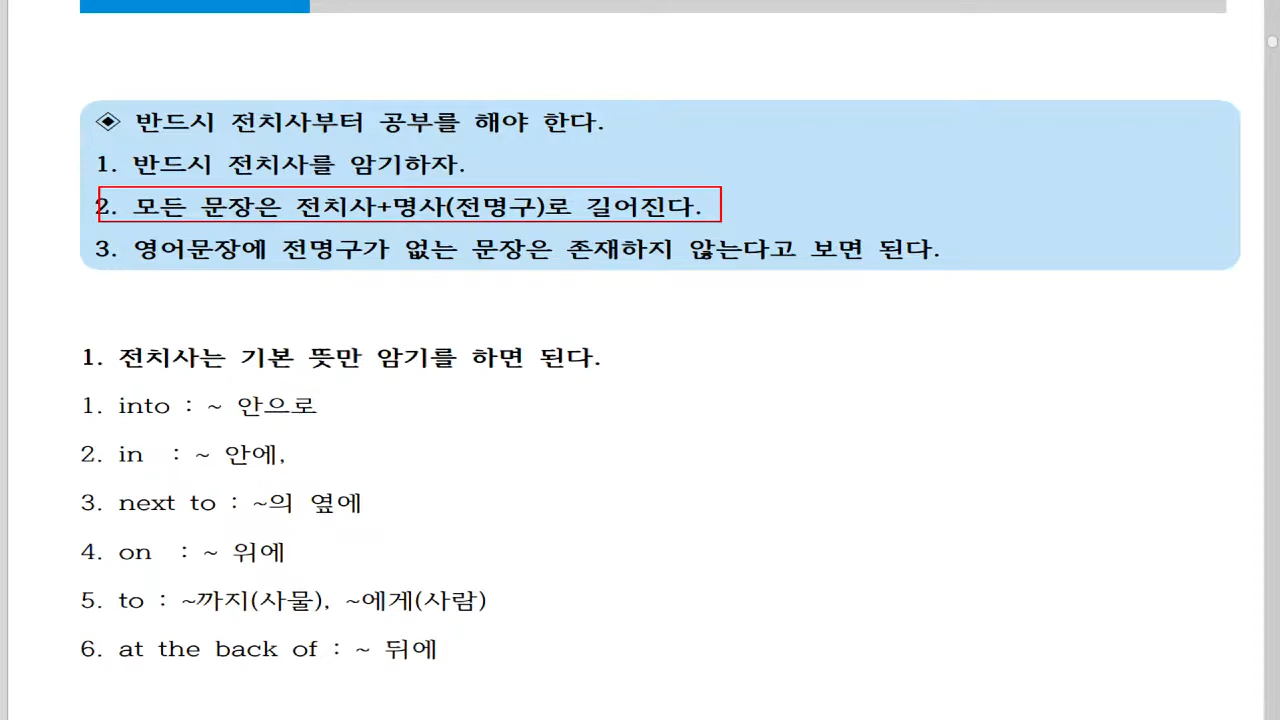 ◈ 반드시 전치사부터 공부를 해야 한다.
1. 반드시 전치사를 암기하자.
2. 모든 문장은 전치사+명사(전명구)로 길어진다.
3. 영어문장에 전명구가 없는 문장은 존재하지 않는다고 보면 된다.
1. 전치사는 기본 뜻만 암기를 하면 된다.
1. into : ~ 안으로
2. in : ~ 안에,
3. next to : ~의 옆에
4. on : ~ 위에
5. to : ~까지(사물), ~에게(사람)
6. at the back of : ~ 뒤에